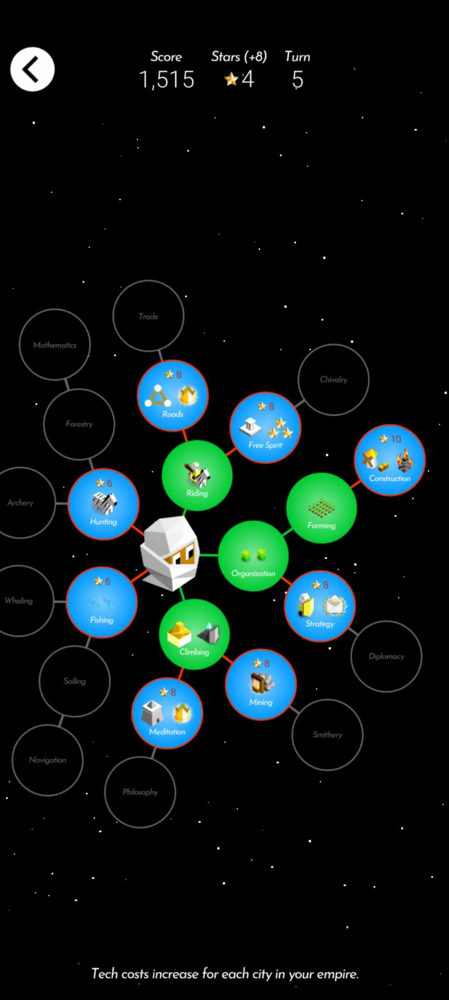 Score Stars (+8) Turn
1,515 4 5
Trade
Mathematics
Chivalry
8
Roads
8
Free Spirit
Forestry
10
Construction
Riding
6
Hunting
Archery
Farming
Organization
6
Fishing
Whaling
8
Strategy
Climbing
Diplomacy
8
Mining
Sailing
8
Meditation
Smithery
Navigation
Philosophy
Tech costs increase for each city in your empire.